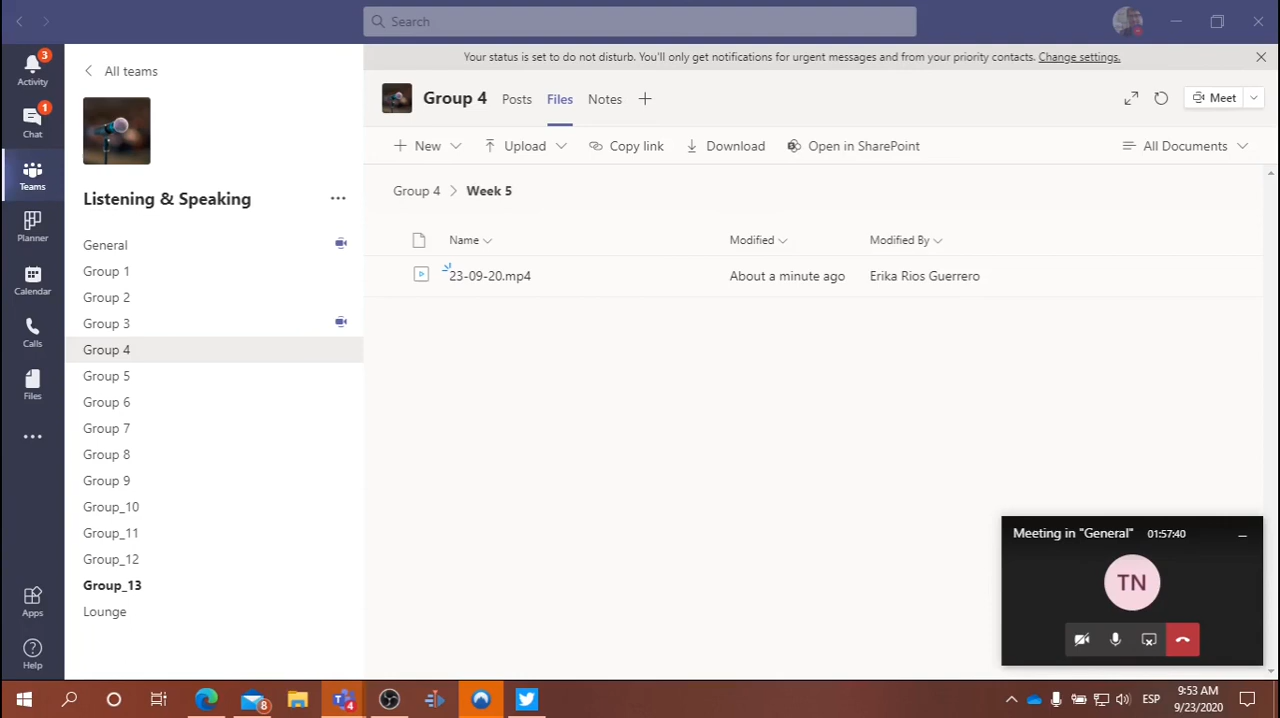 Search
Your status is set to do not disturb. You'll only get notifications for urgent messages and from your priority contacts. Change settings.
3
Activity
1
Chat
Teams
Planner
Calendar
Calls
Files
Apps
Help
All teams
Listening & Speaking
General
Group 1
Group 2
Group 3
Group 4
Group 5
Group 6
Group 7
Group 8
Group 9
Group_10
Group_11
Group_12
Group_13
Lounge
Group 4 Posts Files Notes
Meet
New Upload Copy link Download Open in SharePoint All Documents
Group 4 > Week 5
Name Modified Modified By
23-09-20.mp4 About a minute ago Erika Rios Guerrero
Meeting in "General" 01:57:40
TN
8
4
ESP
9:53 AM
9/23/2020